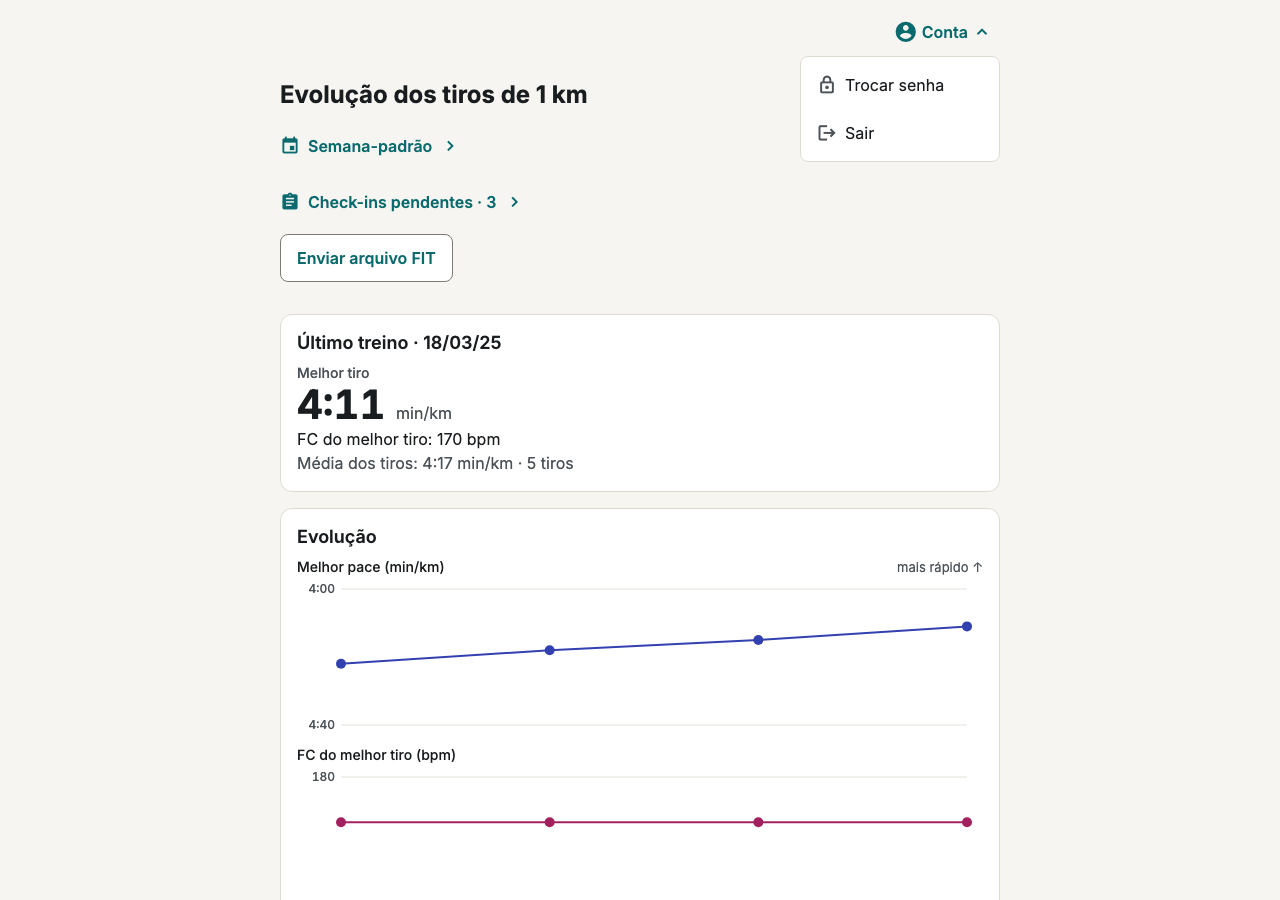 Conta
Trocar senha
Sair
Evolução dos tiros de 1 km
Semana-padrão
Check-ins pendentes · 3
Enviar arquivo FIT
Último treino · 18/03/25
Melhor tiro
4:11 min/km
FC do melhor tiro: 170 bpm
Média dos tiros: 4:17 min/km · 5 tiros
Evolução
Melhor pace (min/km)
mais rápido ↑
4:00
4:40
FC do melhor tiro (bpm)
180